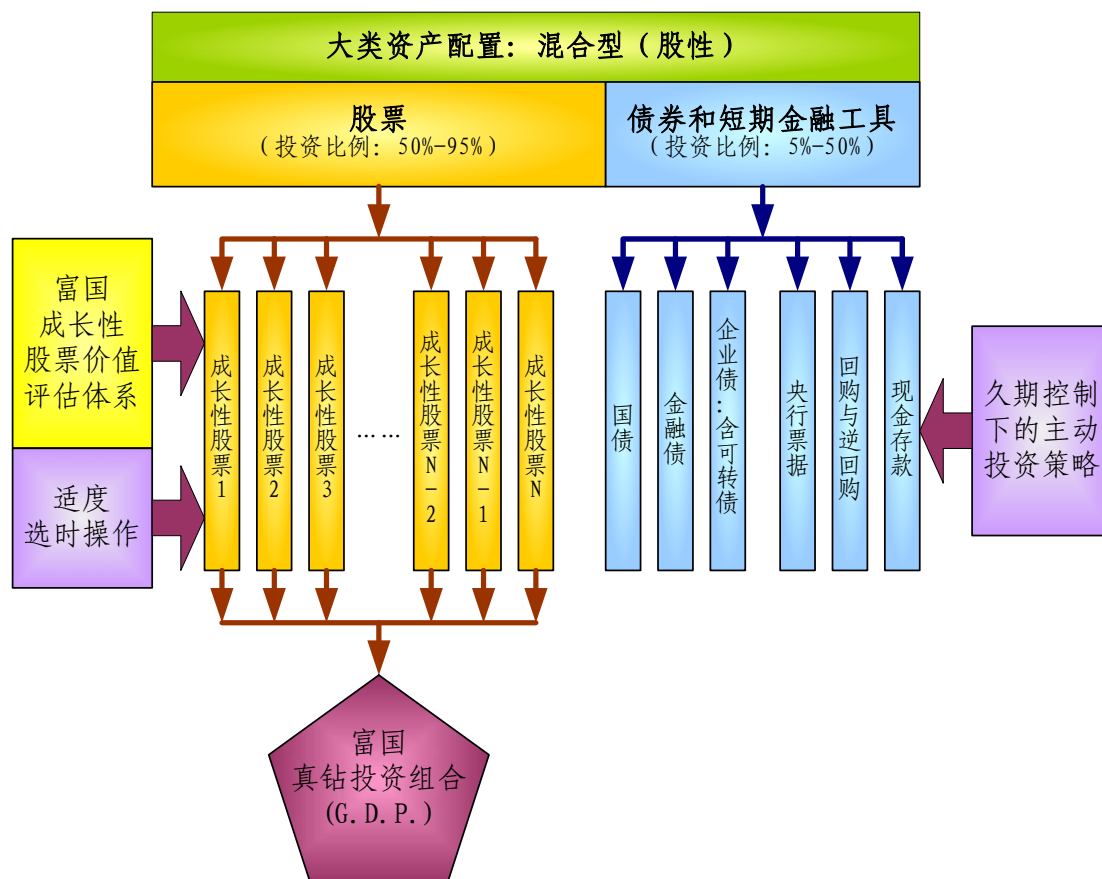 大类资产配置：混合型（股性）
股票
（投资比例：50%-95%）
债券和短期金融工具
（投资比例：5%-50%）
富国
成长性
股票价值
评估体系
适度
选时操作
成长性股票1
成长性股票2
成长性股票3
……
成长性股票N-2
成长性股票N-1
成长性股票N
国债
金融债
企业债：含可转债
央行票据
回购与逆回购
现金存款
久期控制
下的主动
投资策略
富国
真钻投资组合
(G.D.P.)